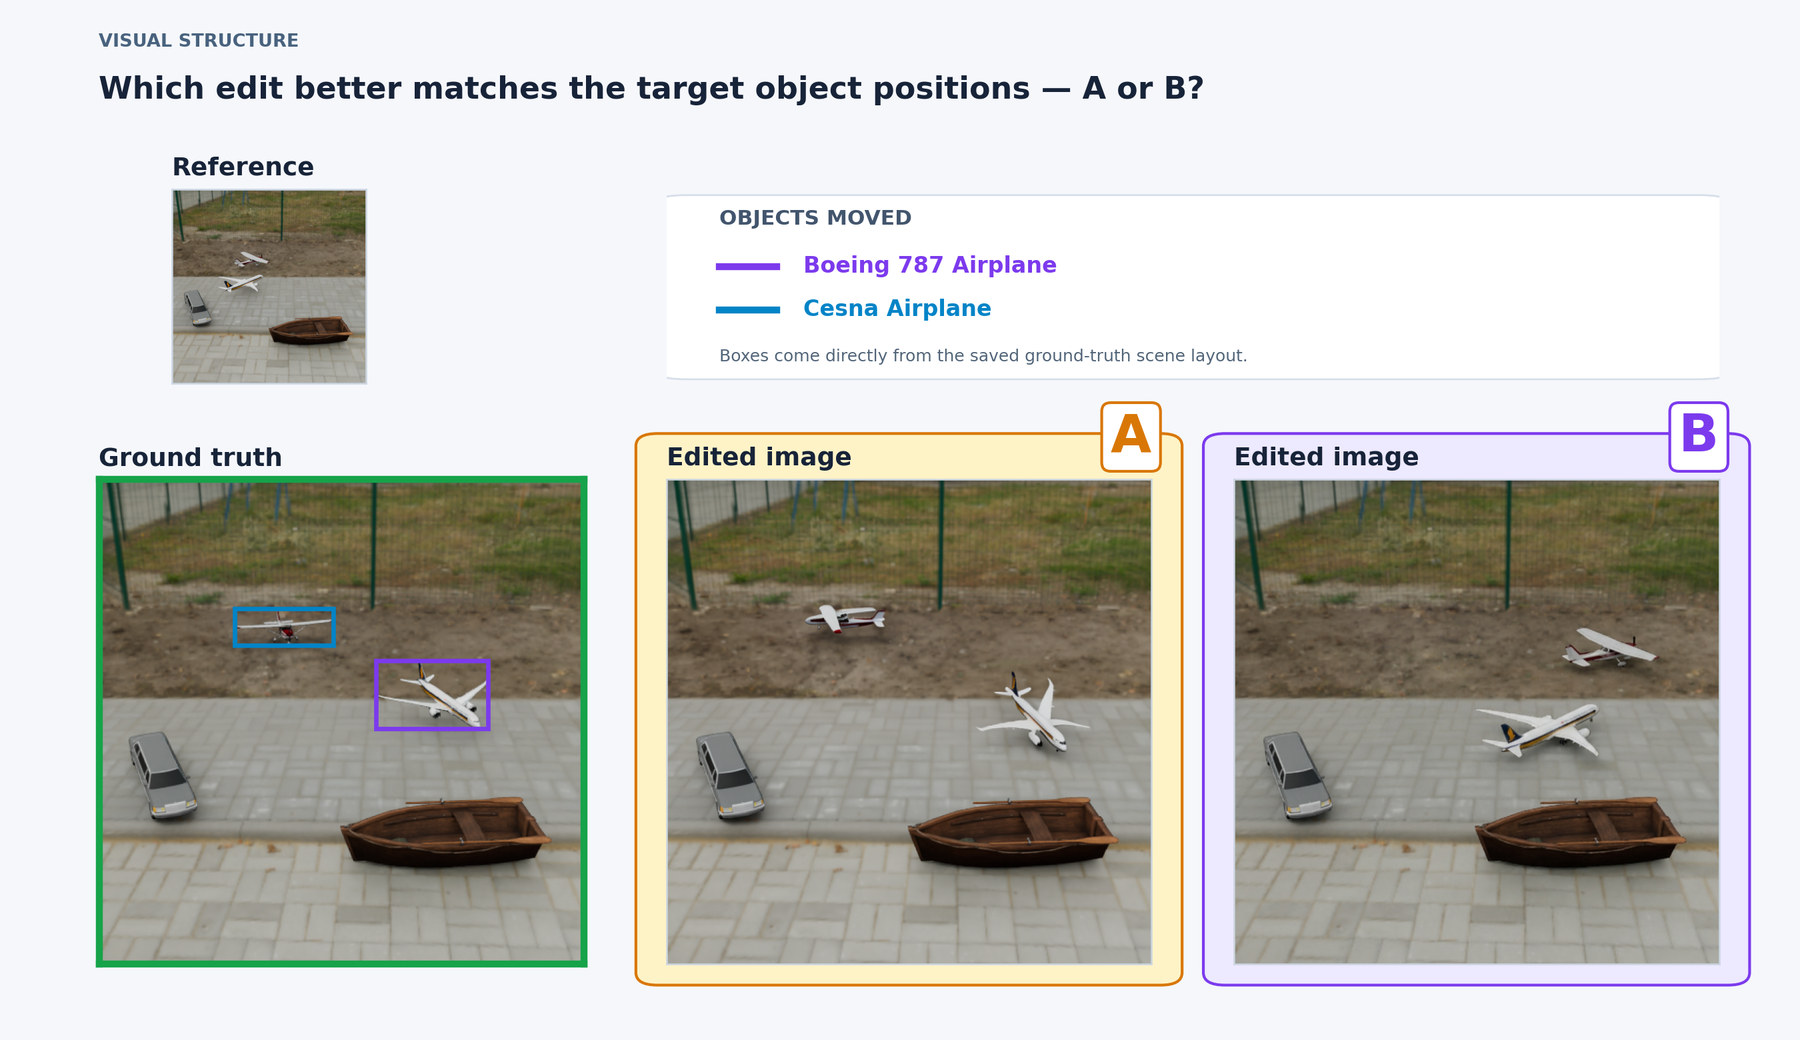 VISUAL STRUCTURE
Which edit better matches the target object positions — A or B?
Reference
OBJECTS MOVED
Boeing 787 Airplane
Cesna Airplane
Boxes come directly from the saved ground-truth scene layout.
Ground truth
Edited image
A
Edited image
B